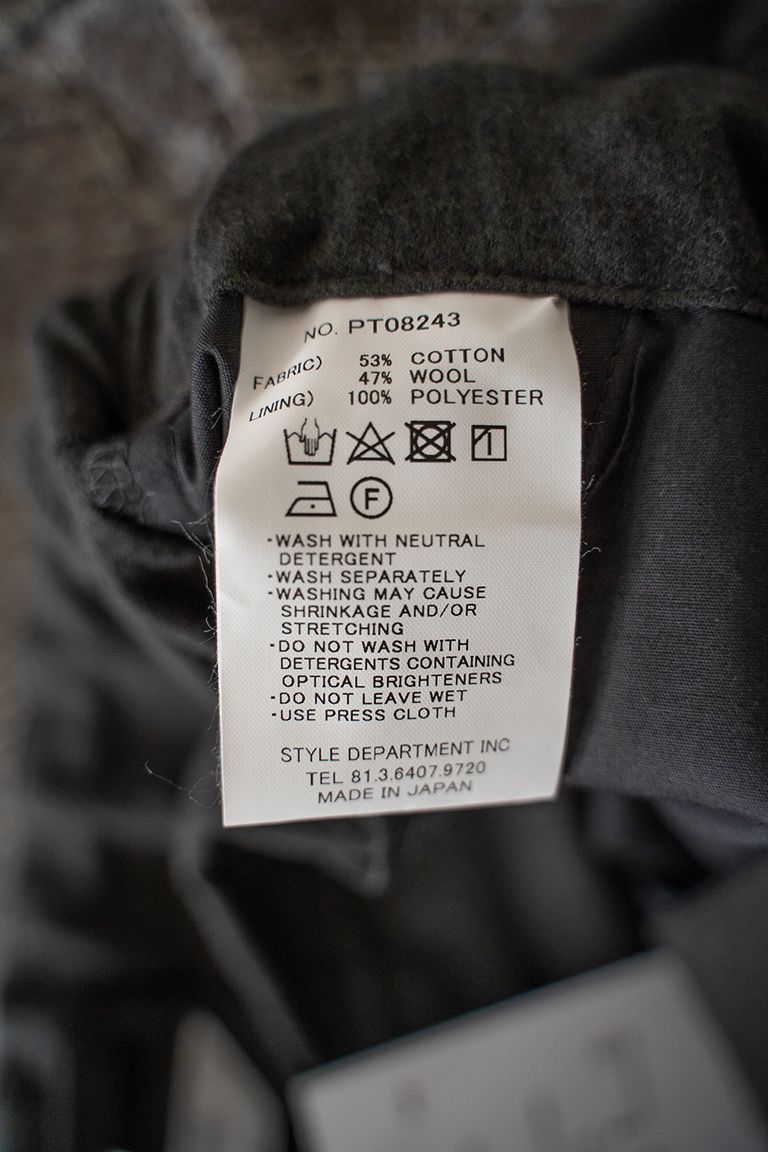 NO. PT08243
FABRIC) 53% COTTON
47% WOOL
LINING) 100% POLYESTER
F
·WASH WITH NEUTRAL
DETERGENT
·WASH SEPARATELY
·WASHING MAY CAUSE
SHRINKAGE AND/OR
STRETCHING
·DO NOT WASH WITH
DETERGENTS CONTAINING
OPTICAL BRIGHTENERS
·DO NOT LEAVE WET
·USE PRESS CLOTH
STYLE DEPARTMENT INC
TEL 81.3.6407.9720
MADE IN JAPAN